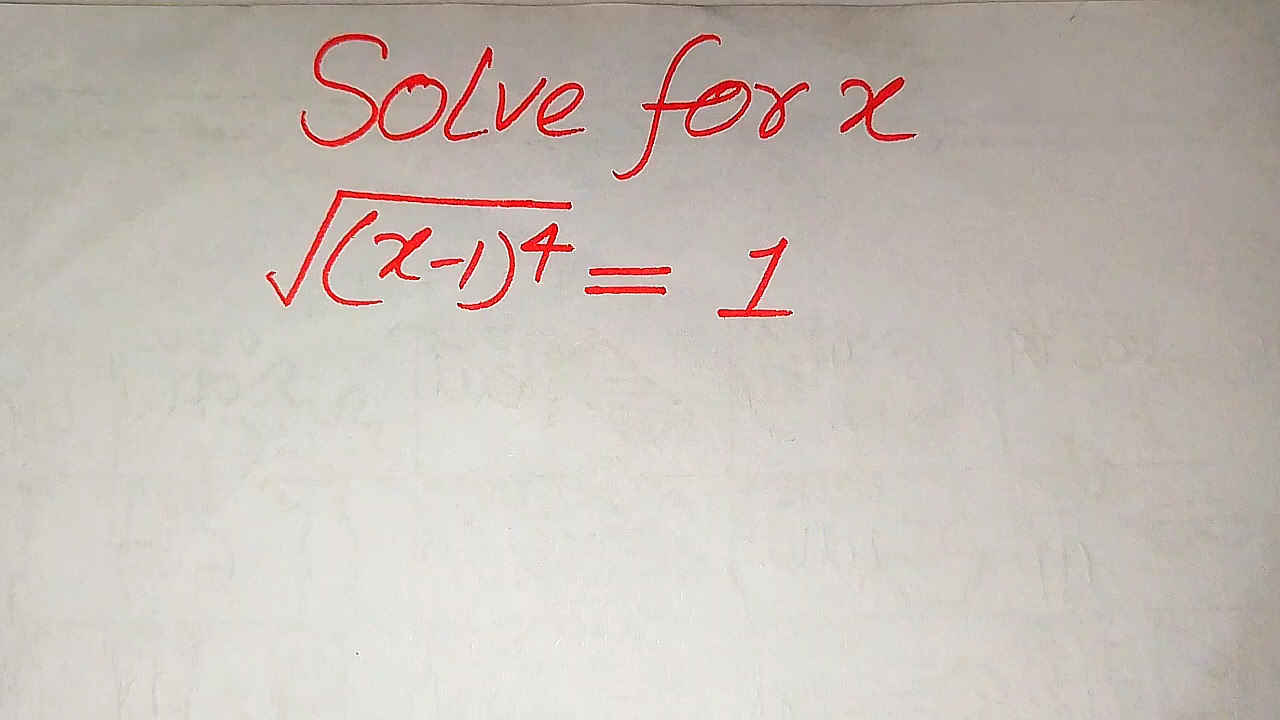 Solve for x
√(x-1)⁴ = 1